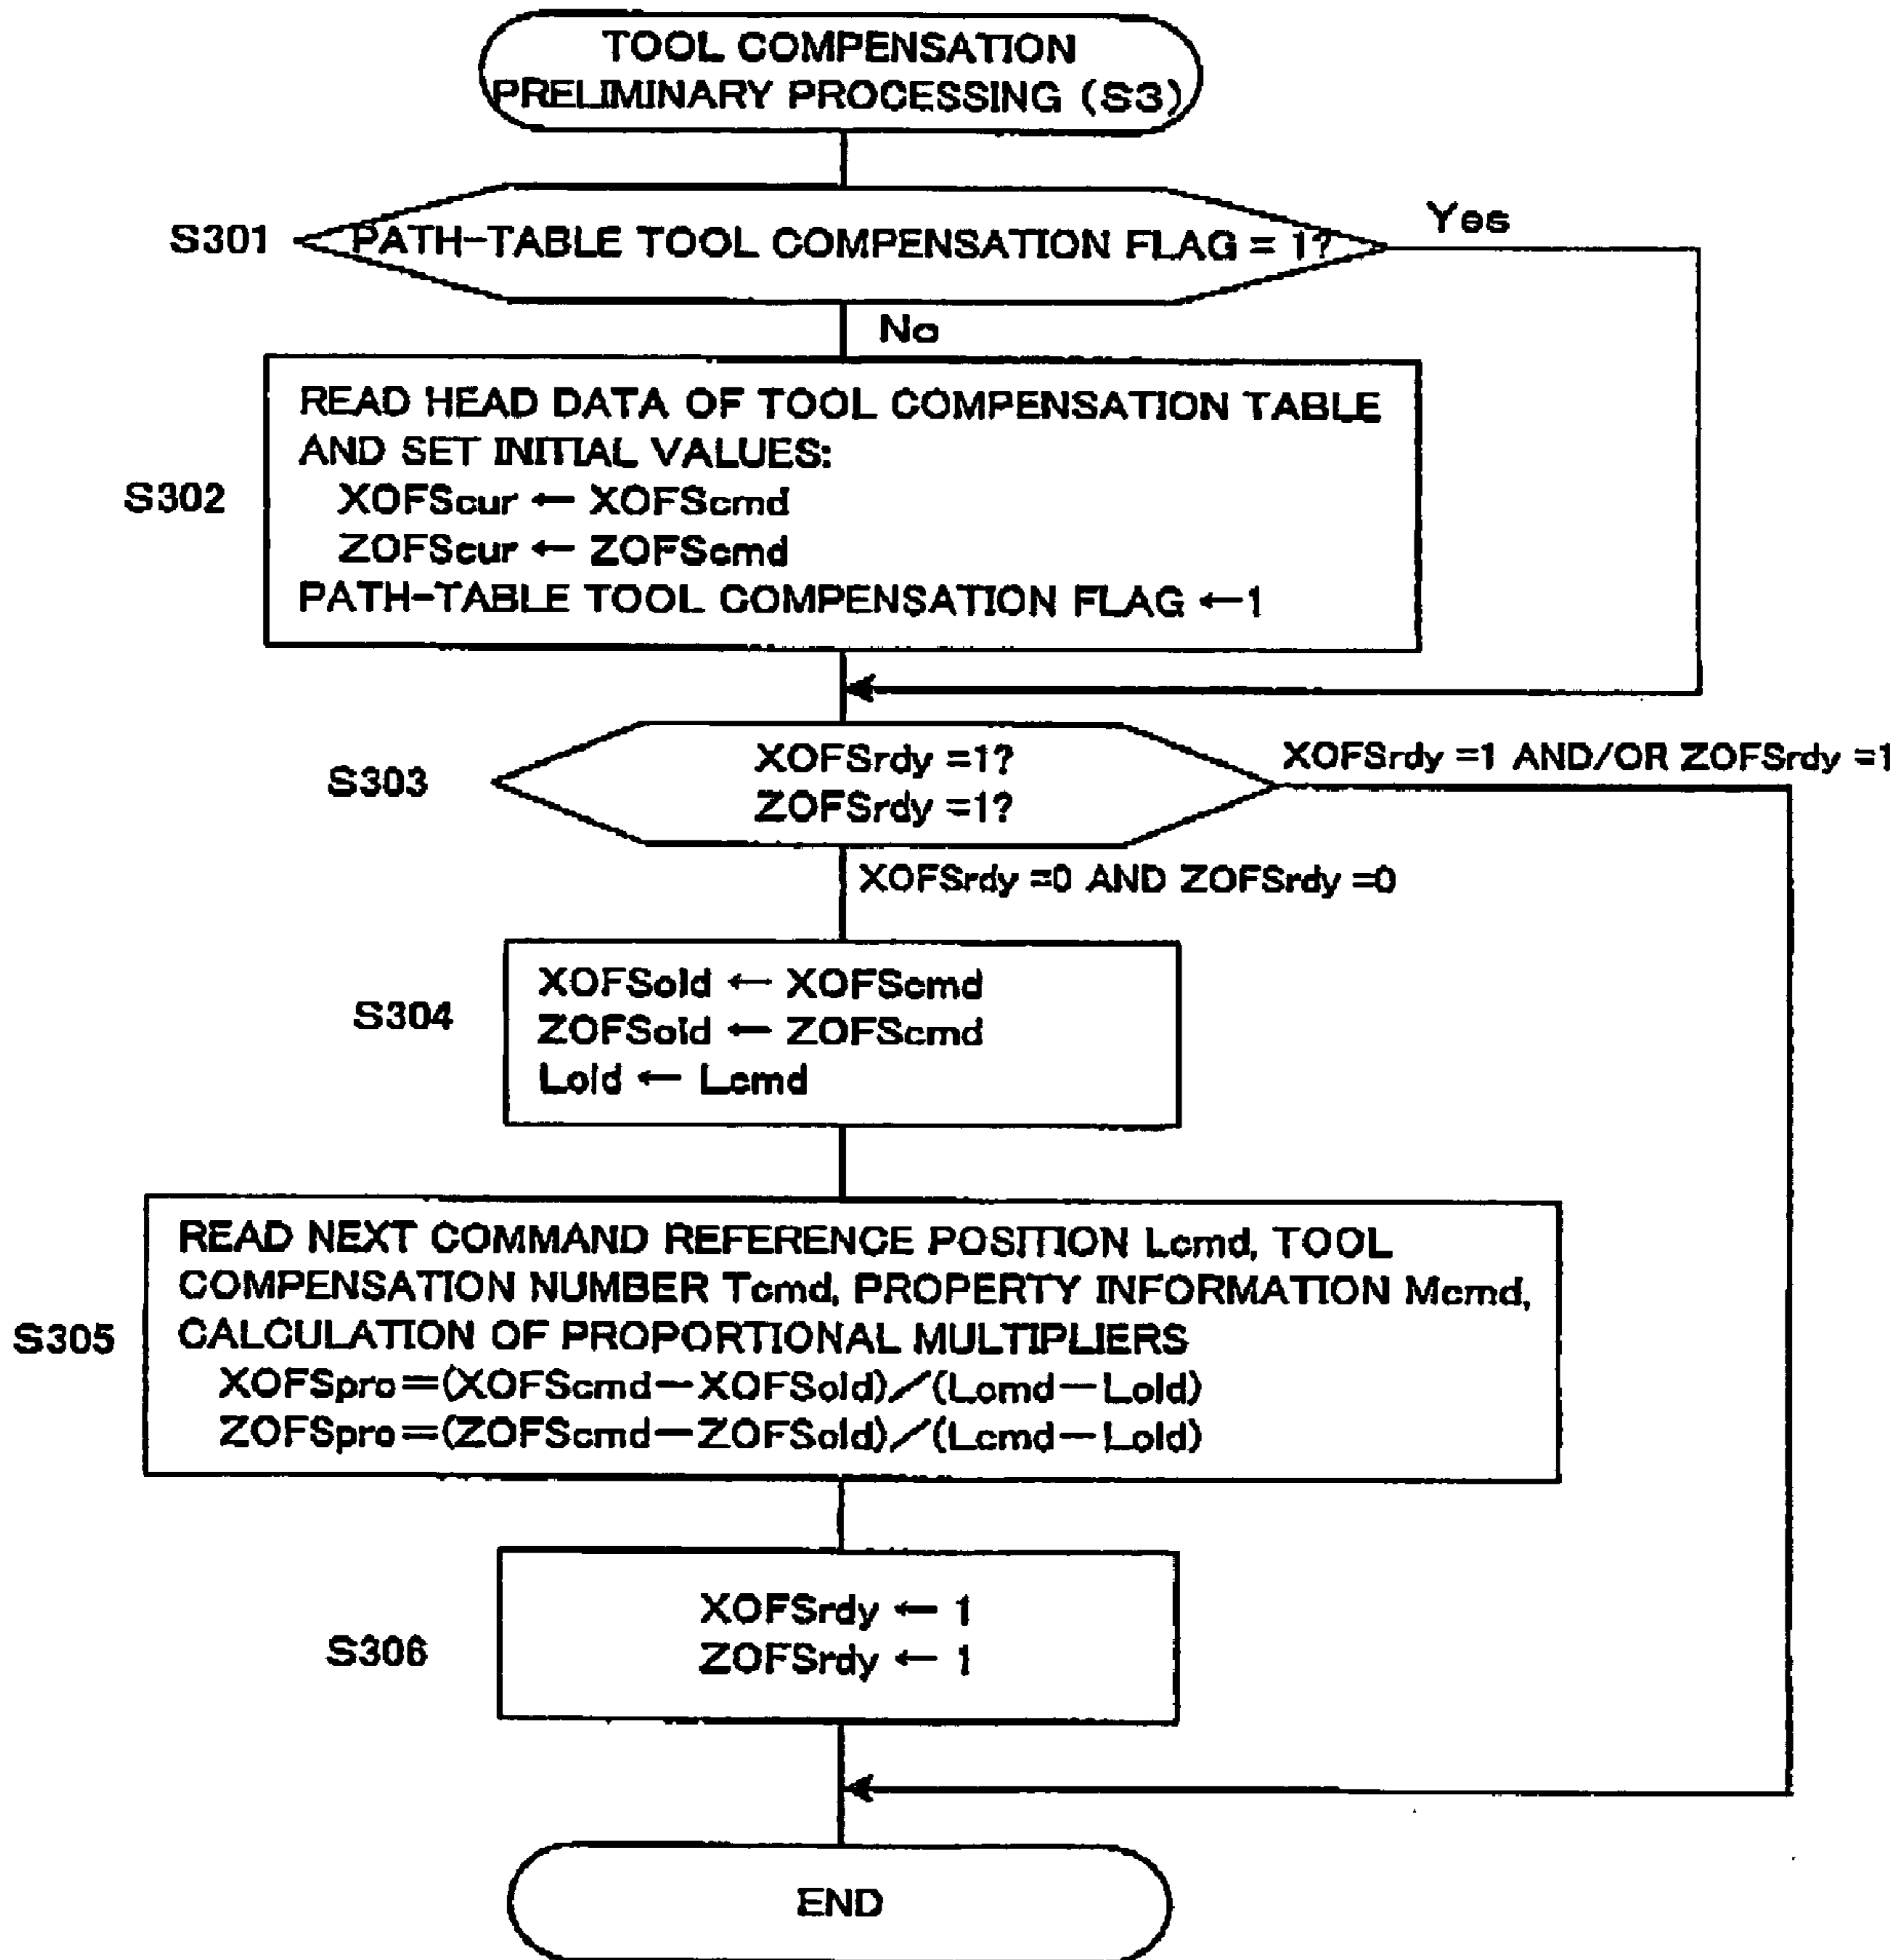 TOOL COMPENSATION
PRELIMINARY PROCESSING (S3)
S301
PATH-TABLE TOOL COMPENSATION FLAG = 1?
Yes
No
S302
READ HEAD DATA OF TOOL COMPENSATION TABLE
AND SET INITIAL VALUES:
XOFScur ← XOFScmd
ZOFScur ← ZOFScmd
PATH-TABLE TOOL COMPENSATION FLAG ←1
S303
XOFSrdy =1?
ZOFSrdy =1?
XOFSrdy =1 AND/OR ZOFSrdy =1
XOFSrdy =0 AND ZOFSrdy =0
S304
XOFSold ← XOFScmd
ZOFSold ← ZOFScmd
Lold ← Lcmd
S305
READ NEXT COMMAND REFERENCE POSITION Lcmd, TOOL
COMPENSATION NUMBER Tcmd, PROPERTY INFORMATION Mcmd,
CALCULATION OF PROPORTIONAL MULTIPLIERS
XOFSpro=(XOFScmd-XOFSold)/(Lcmd-Lold)
ZOFSpro=(ZOFScmd-ZOFSold)/(Lcmd-Lold)
S306
XOFSrdy ← 1
ZOFSrdy ← 1
END